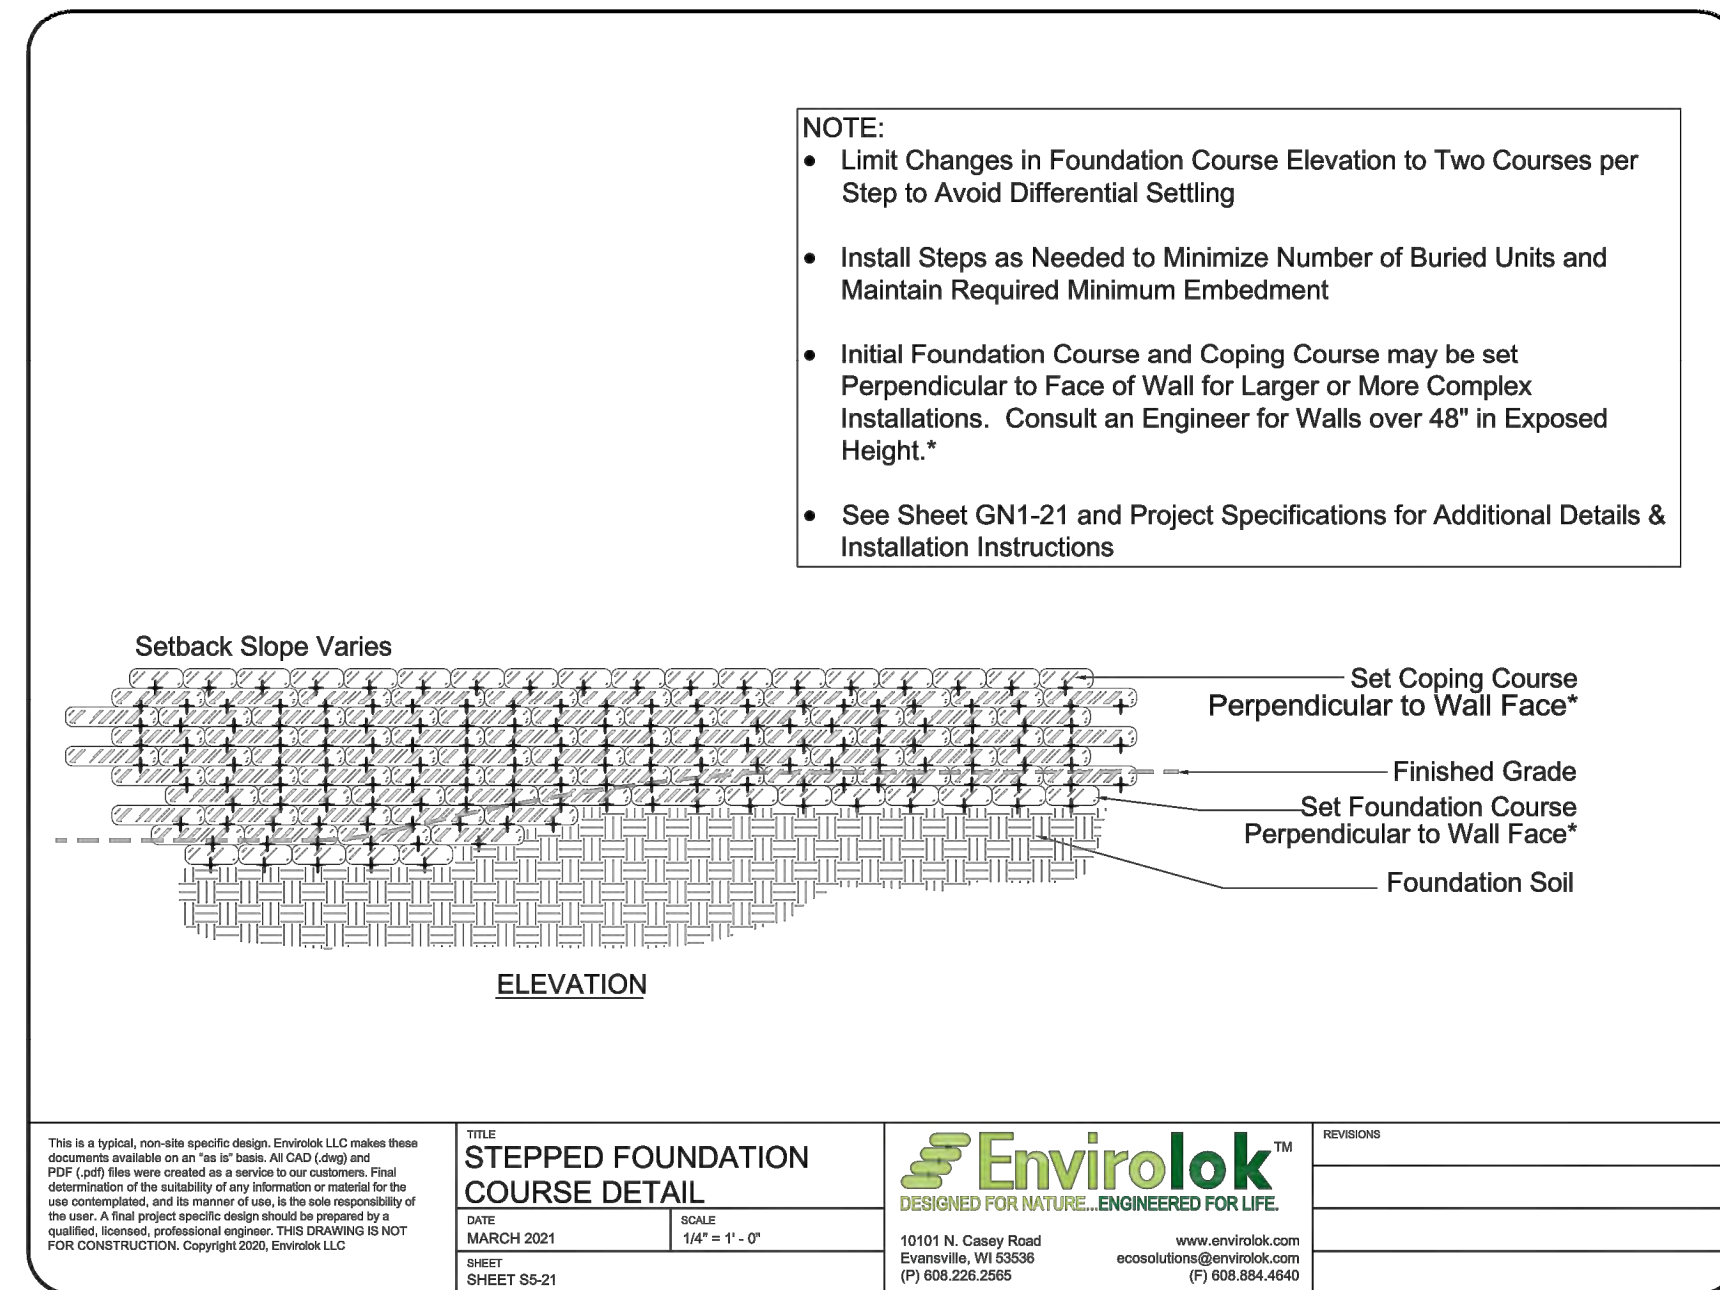 NOTE:
• Limit Changes in Foundation Course Elevation to Two Courses per
Step to Avoid Differential Settling
• Install Steps as Needed to Minimize Number of Buried Units and
Maintain Required Minimum Embedment
• Initial Foundation Course and Coping Course may be set
Perpendicular to Face of Wall for Larger or More Complex
Installations. Consult an Engineer for Walls over 48" in Exposed
Height.*
• See Sheet GN1-21 and Project Specifications for Additional Details &
Installation Instructions
Setback Slope Varies
Set Coping Course
Perpendicular to Wall Face*
Finished Grade
Set Foundation Course
Perpendicular to Wall Face*
Foundation Soil
ELEVATION
This is a typical, non-site specific design. Envirolok LLC makes these
documents available on an "as is" basis. All CAD (.dwg) and
PDF (.pdf) files were created as a service to our customers. Final
determination of the suitability of any information or material for the
use contemplated, and its manner of use, is the sole responsibility of
the user. A final project specific design should be prepared by a
qualified, licensed, professional engineer. THIS DRAWING IS NOT
FOR CONSTRUCTION. Copyright 2020, Envirolok LLC
TITLE
STEPPED FOUNDATION
COURSE DETAIL
DATE
MARCH 2021
SCALE
1/4" = 1' - 0"
SHEET
SHEET S5-21
Envirolok™
DESIGNED FOR NATURE...ENGINEERED FOR LIFE.
10101 N. Casey Road
Evansville, WI 53536
(P) 608.226.2565
www.envirolok.com
ecosolutions@envirolok.com
(F) 608.884.4640
REVISIONS